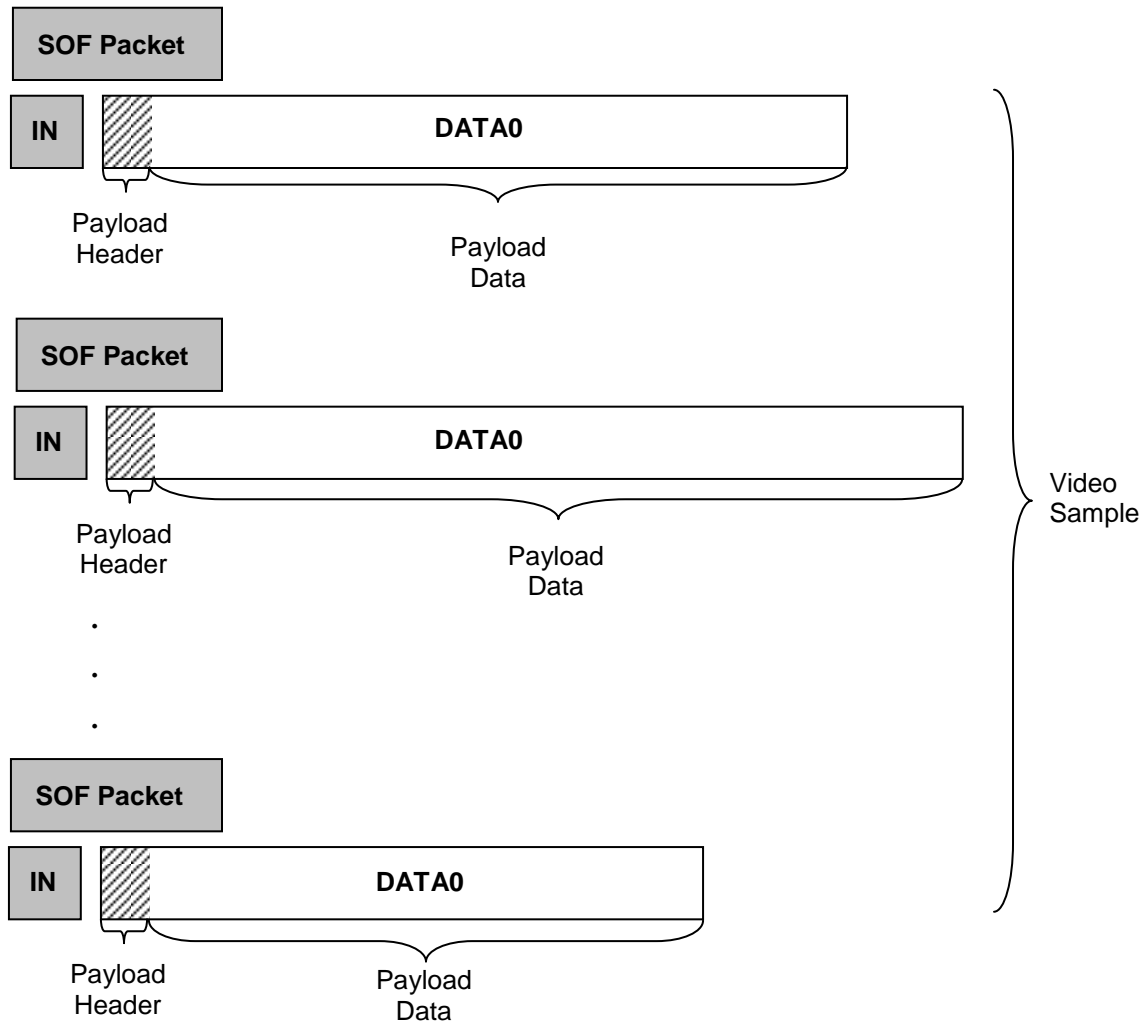 SOF Packet
IN
DATA0
Payload
Header
Payload
Data
SOF Packet
IN
DATA0
Payload
Header
Payload
Data
Video
Sample
.
.
.
SOF Packet
IN
DATA0
Payload
Header
Payload
Data